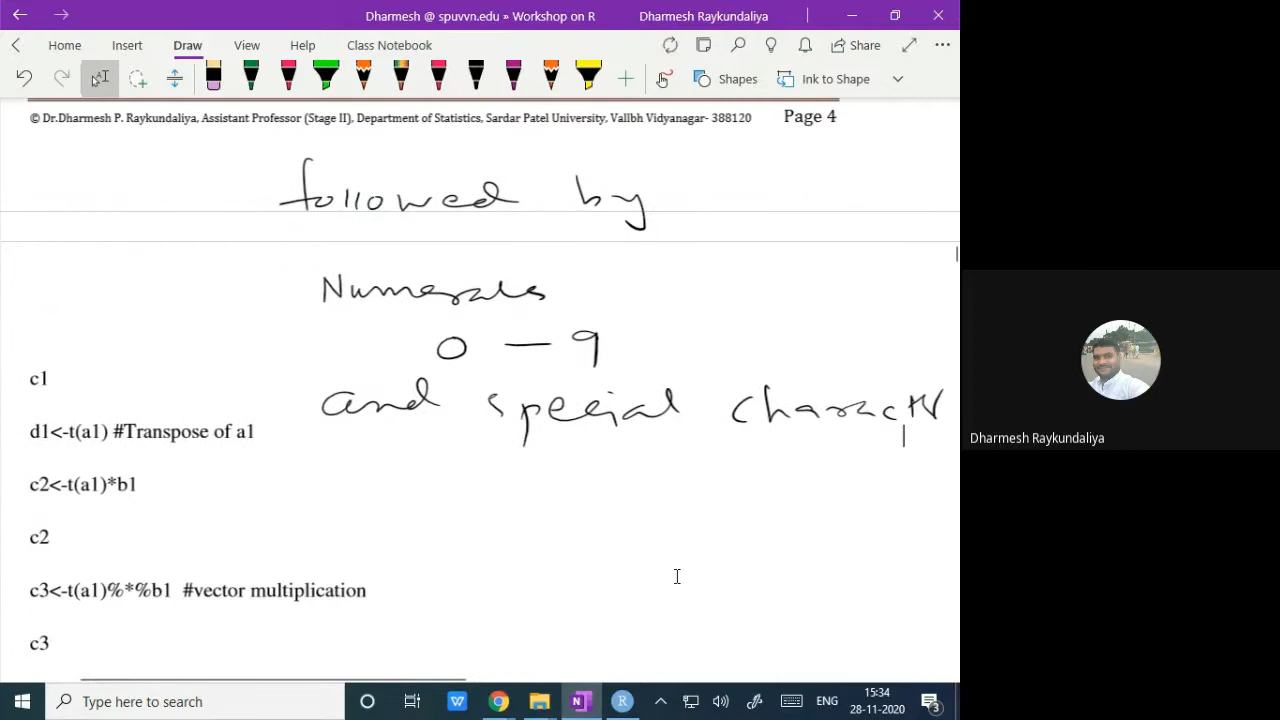 Dharmesh @ spuvvn.edu » Workshop on R
Dharmesh Raykundaliya
Home Insert Draw View Help Class Notebook
Share
Shapes
Ink to Shape
© Dr.Dharmesh P. Raykundaliya, Assistant Professor (Stage II), Department of Statistics, Sardar Patel University, Vallbh Vidyanagar- 388120
Page 4
followed by
Numerals
0 — 9
and special character
c1
d1<-t(a1) #Transpose of a1
c2<-t(a1)*b1
c2
c3<-t(a1)%*%b1 #vector multiplication
c3
Dharmesh Raykundaliya
Type here to search
ENG
15:34
28-11-2020
3